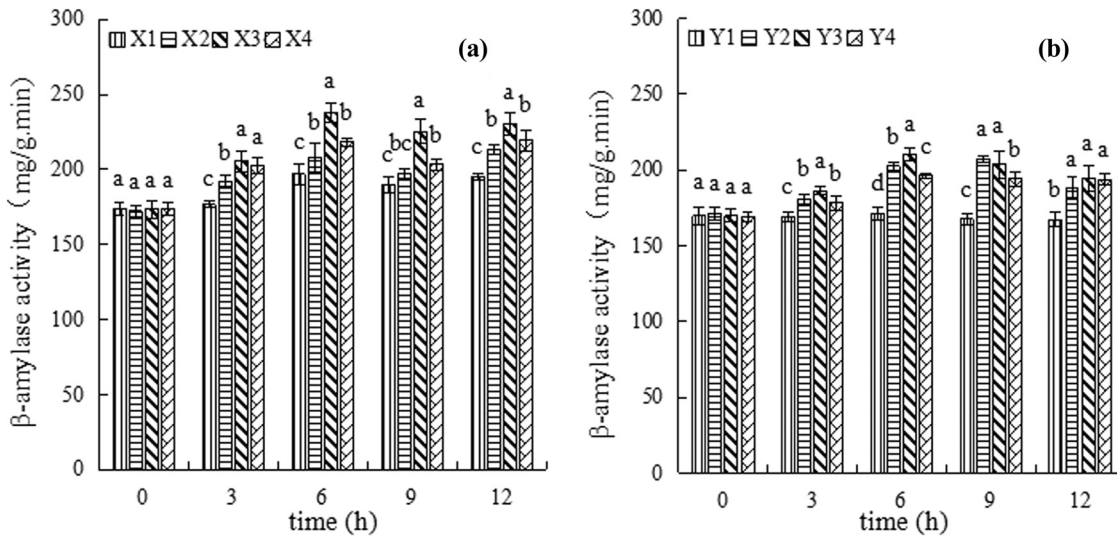 300
250
200
150
100
50
0
β-amylase activity (mg/g.min)
X1 X2 X3 X4
(a)
a a a a
c b a a
c b a b
c bc a b
c b a b
0 3 6 9 12
time (h)
300
250
200
150
100
50
0
β-amylase activity (mg/g.min)
Y1 Y2 Y3 Y4
(b)
a a a a
c b a b
d b a c
c a a b
b a a a
0 3 6 9 12
time (h)